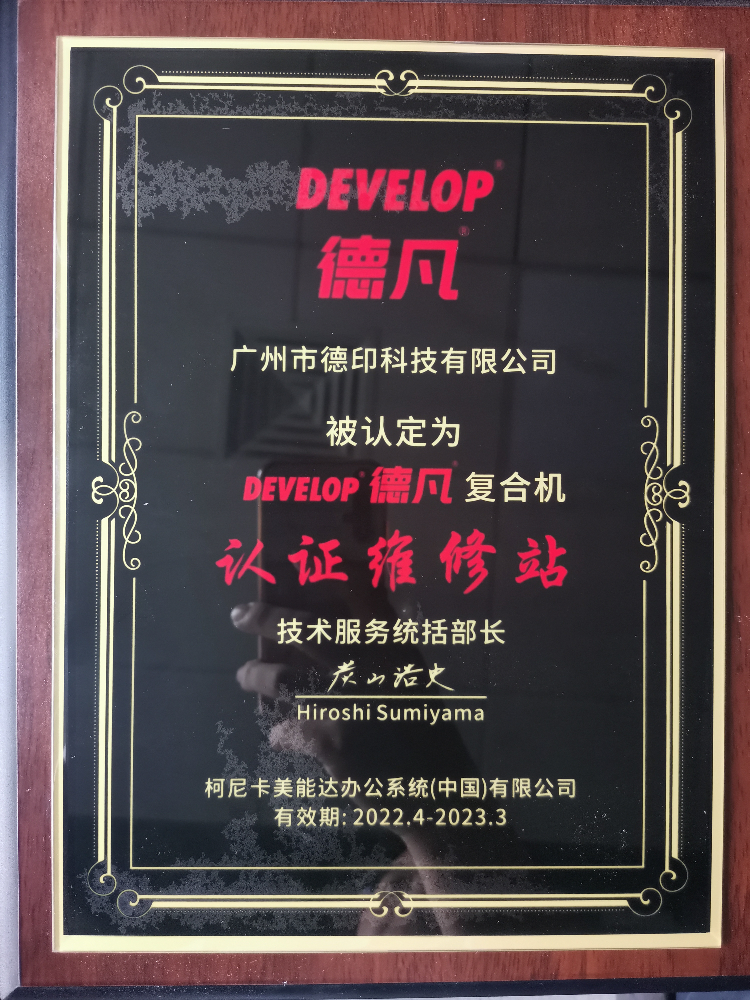 DEVELOP®
德凡®
广州市德印科技有限公司
被认定为
DEVELOP® 德凡® 复合机
认证维修站
技术服务统括部长
炭山浩史
Hiroshi Sumiyama
柯尼卡美能达办公系统(中国)有限公司
有效期: 2022.4-2023.3